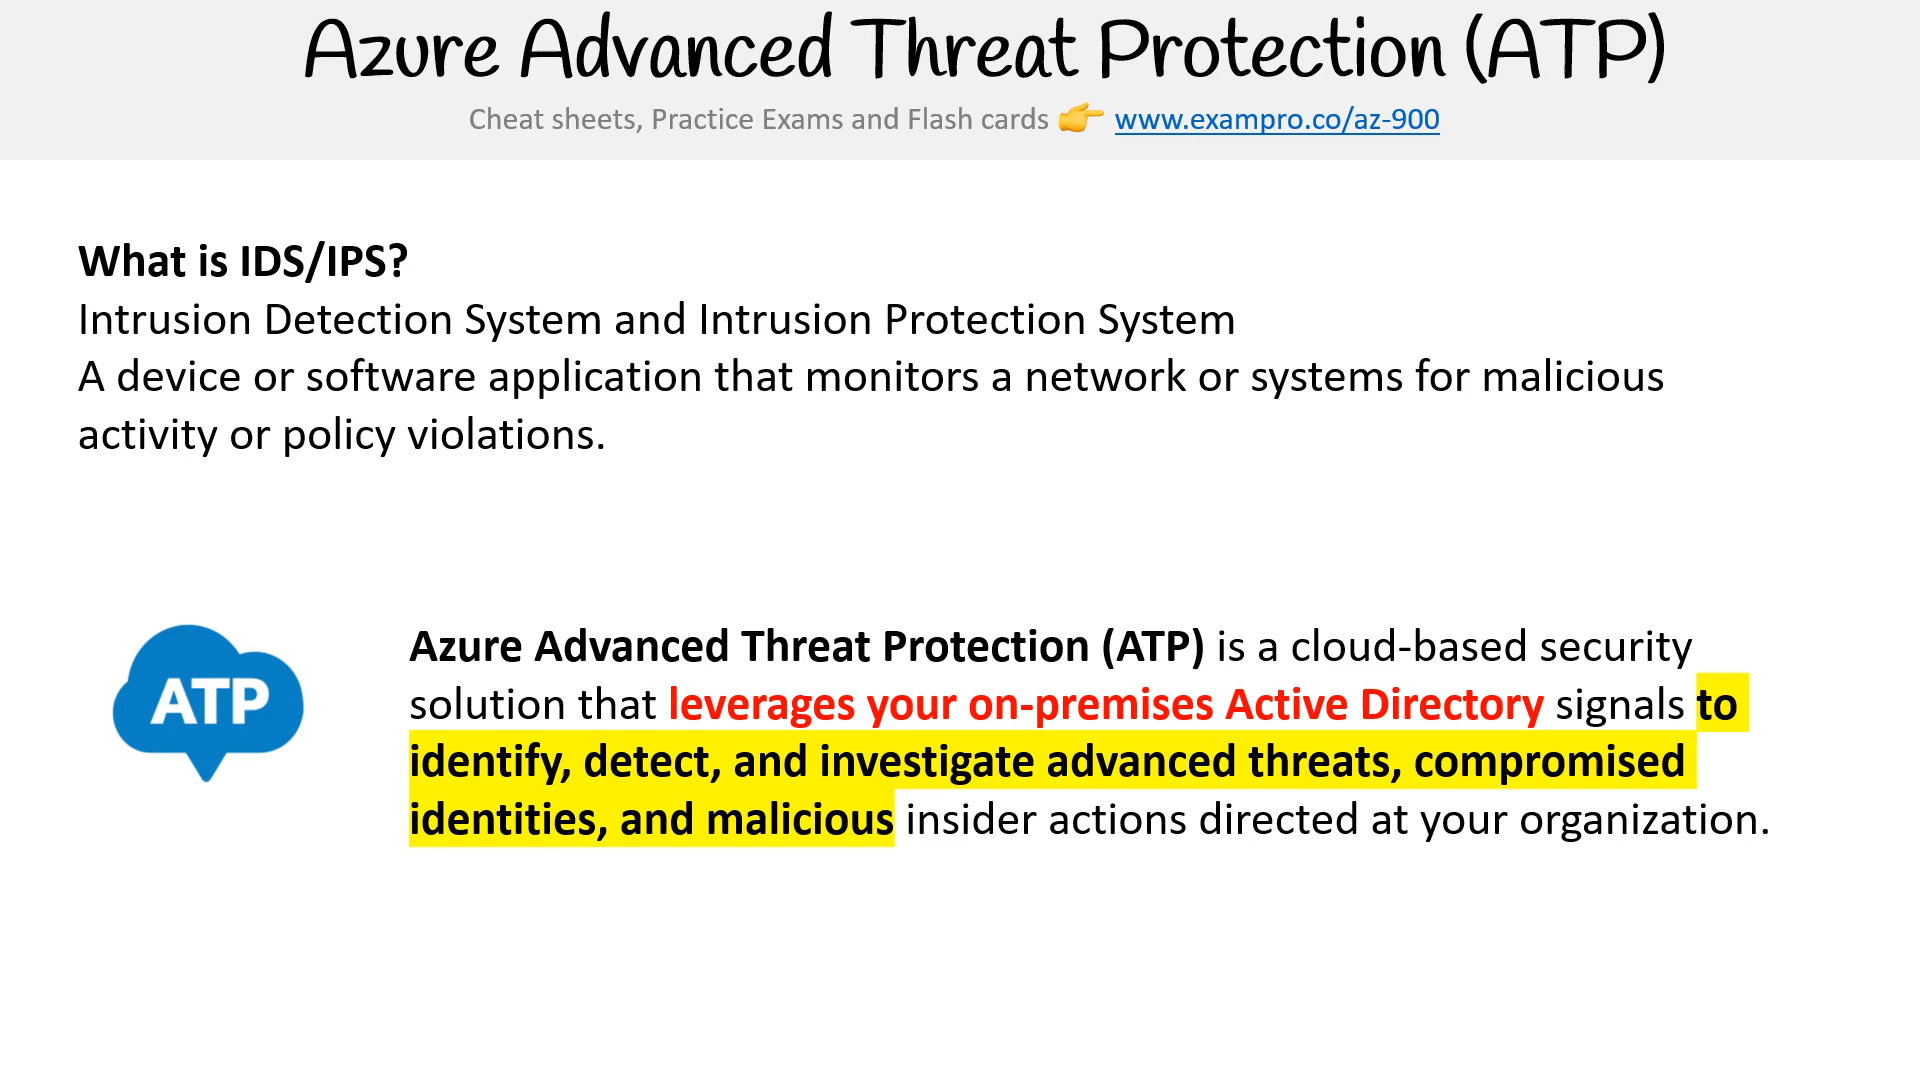 Azure Advanced Threat Protection (ATP)
Cheat sheets, Practice Exams and Flash cards 👉 www.exampro.co/az-900
What is IDS/IPS?
Intrusion Detection System and Intrusion Protection System
A device or software application that monitors a network or systems for malicious
activity or policy violations.
ATP
Azure Advanced Threat Protection (ATP) is a cloud-based security
solution that leverages your on-premises Active Directory signals to
identify, detect, and investigate advanced threats, compromised
identities, and malicious insider actions directed at your organization.